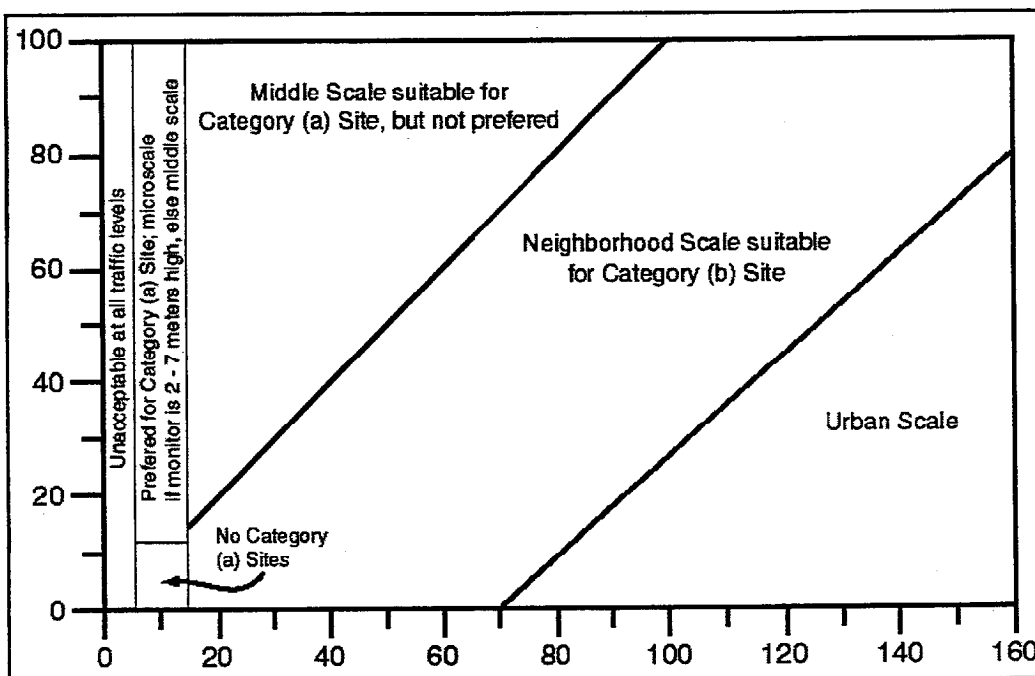 100
80
60
40
20
0
Unacceptable at all traffic levels
Prefered for Category (a) Site; microscale
if monitor is 2 - 7 meters high, else middle scale
Middle Scale suitable for
Category (a) Site, but not prefered
Neighborhood Scale suitable
for Category (b) Site
Urban Scale
No Category
(a) Sites
0 20 40 60 80 100 120 140 160